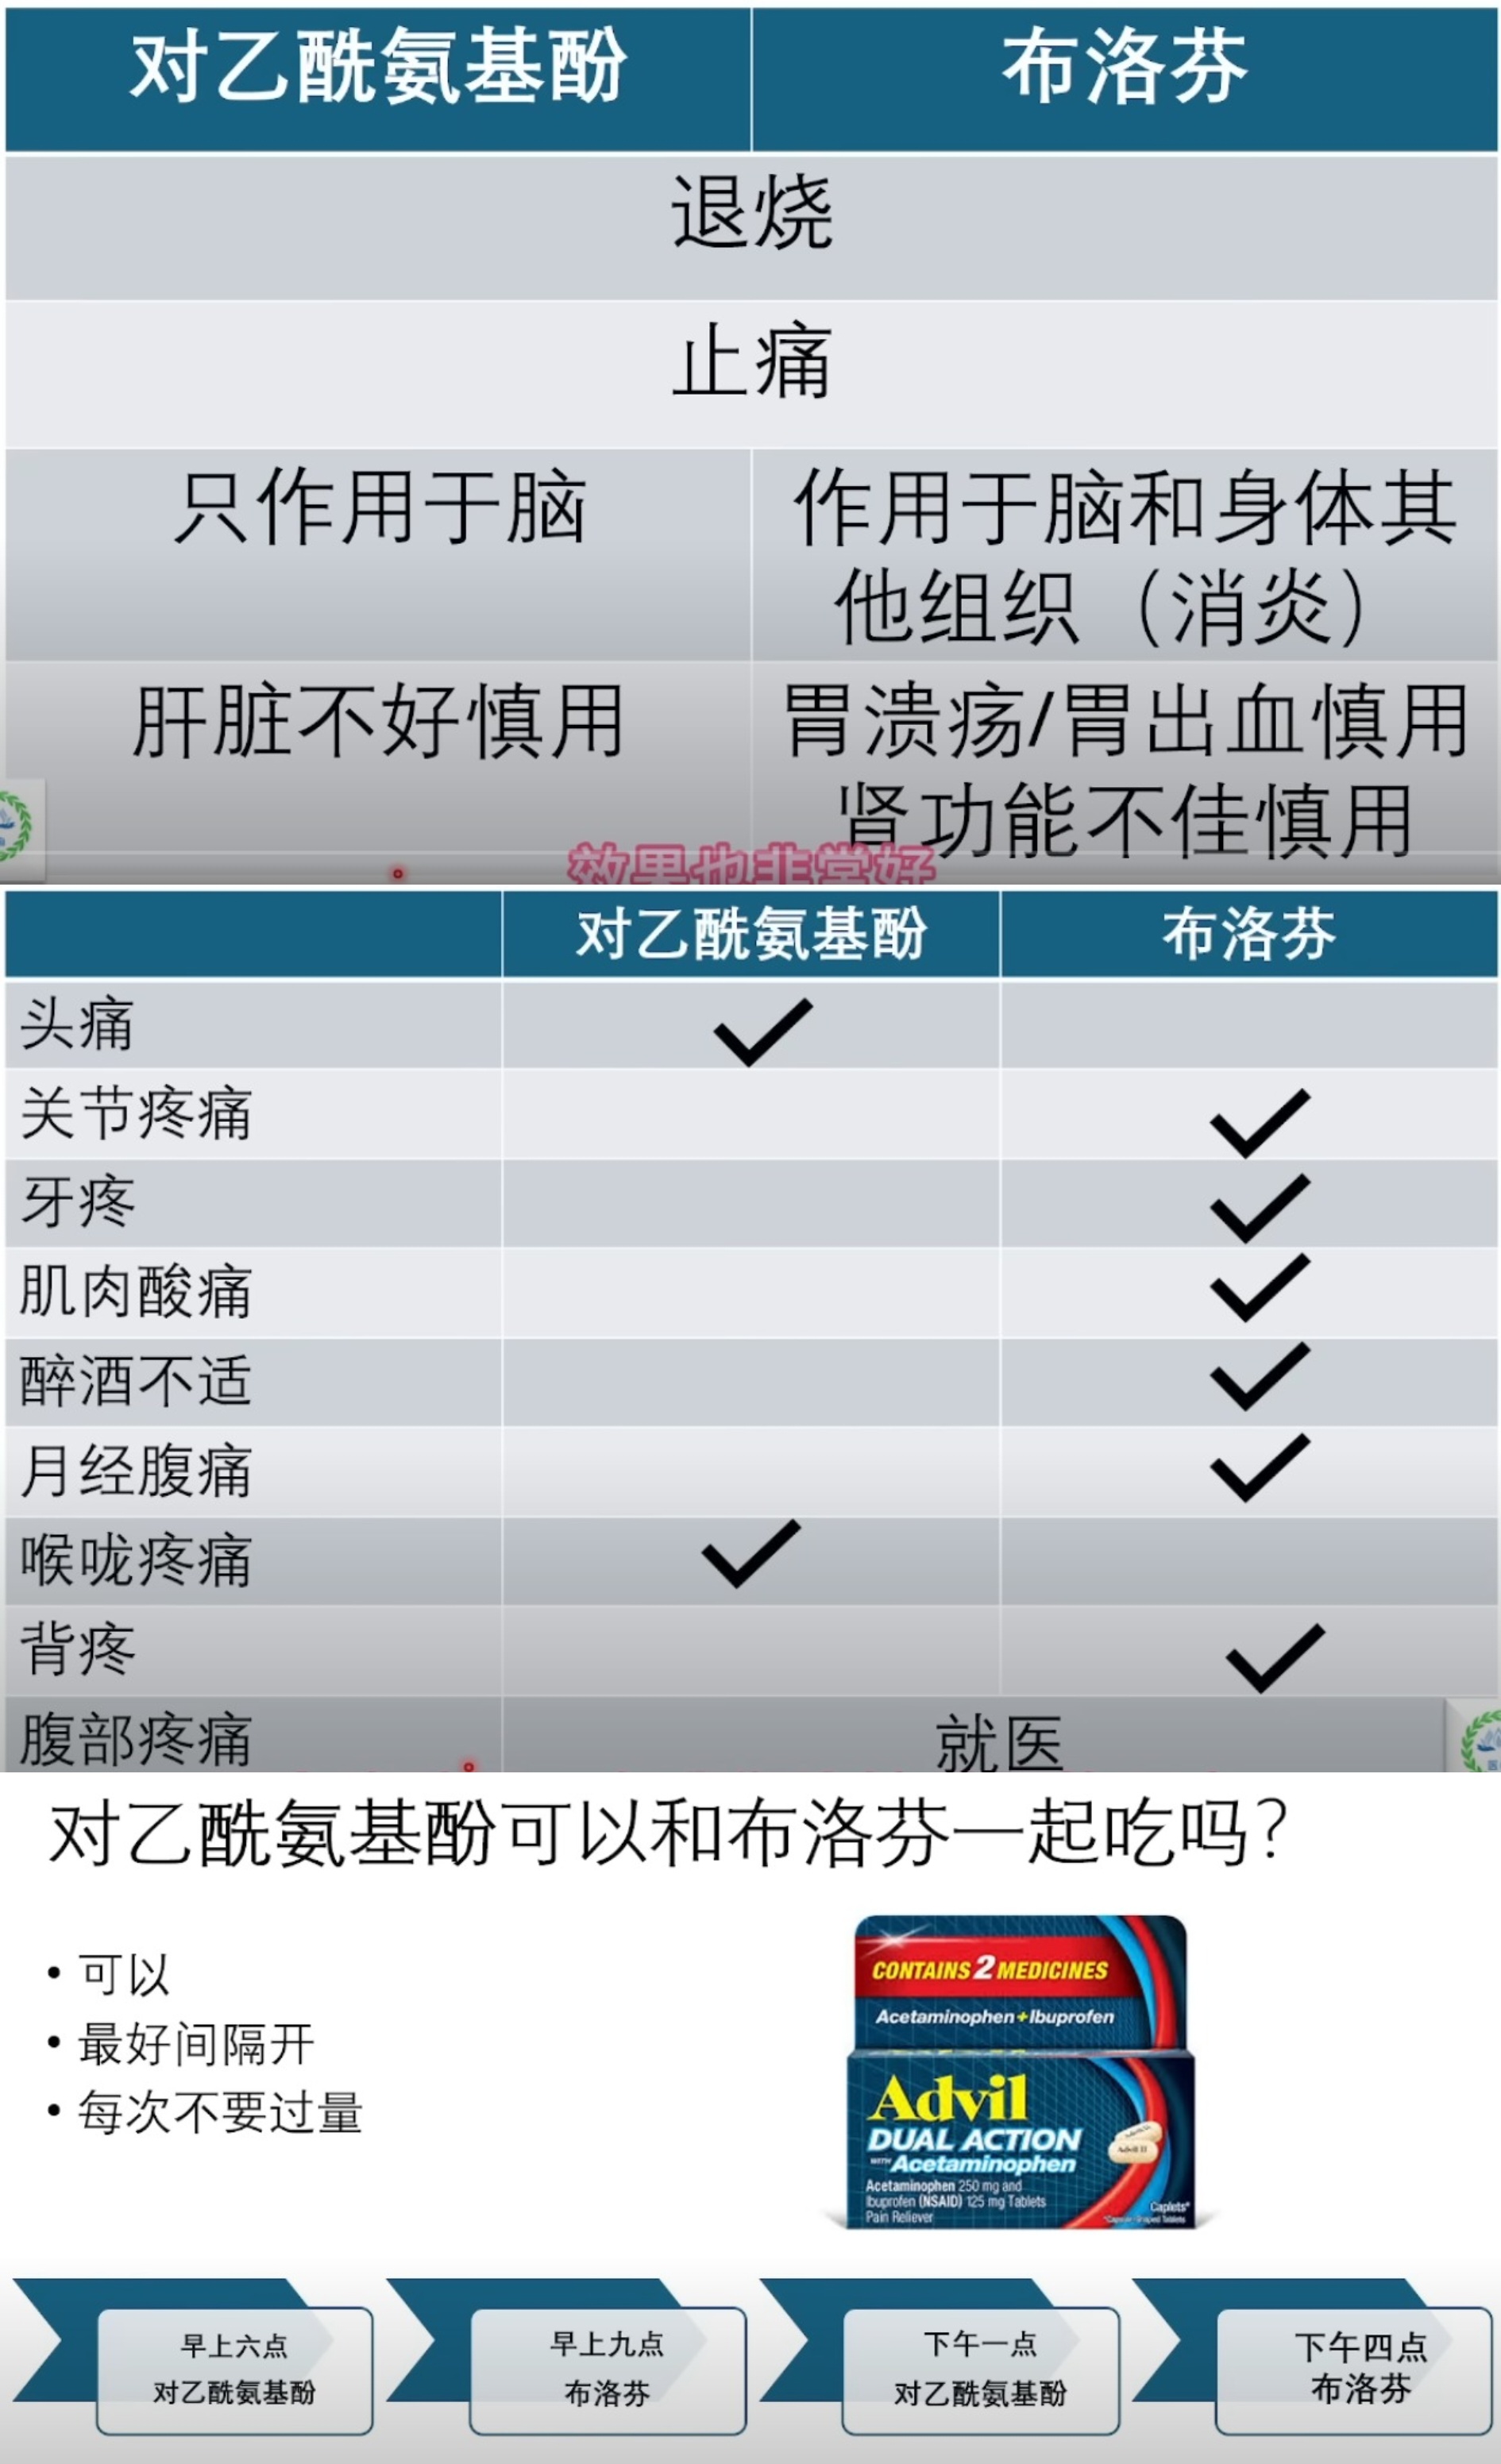 对乙酰氨基酚 布洛芬
退烧
止痛
只作用于脑 作用于脑和身体其
他组织（消炎）
肝脏不好慎用 胃溃疡/胃出血慎用
肾功能不佳慎用
效果也非常好
对乙酰氨基酚 布洛芬
头痛
关节疼痛
牙疼
肌肉酸痛
醉酒不适
月经腹痛
喉咙疼痛
背疼
腹部疼痛 就医
对乙酰氨基酚可以和布洛芬一起吃吗？
• 可以
• 最好间隔开
• 每次不要过量
CONTAINS 2 MEDICINES
Acetaminophen+Ibuprofen
Advil
DUAL ACTION
WITH Acetaminophen
Acetaminophen 250 mg and
Ibuprofen (NSAID) 125 mg Tablets
Pain Reliever
Caplets*
*Capsule-Shaped Tablets
早上六点
对乙酰氨基酚
早上九点
布洛芬
下午一点
对乙酰氨基酚
下午四点
布洛芬